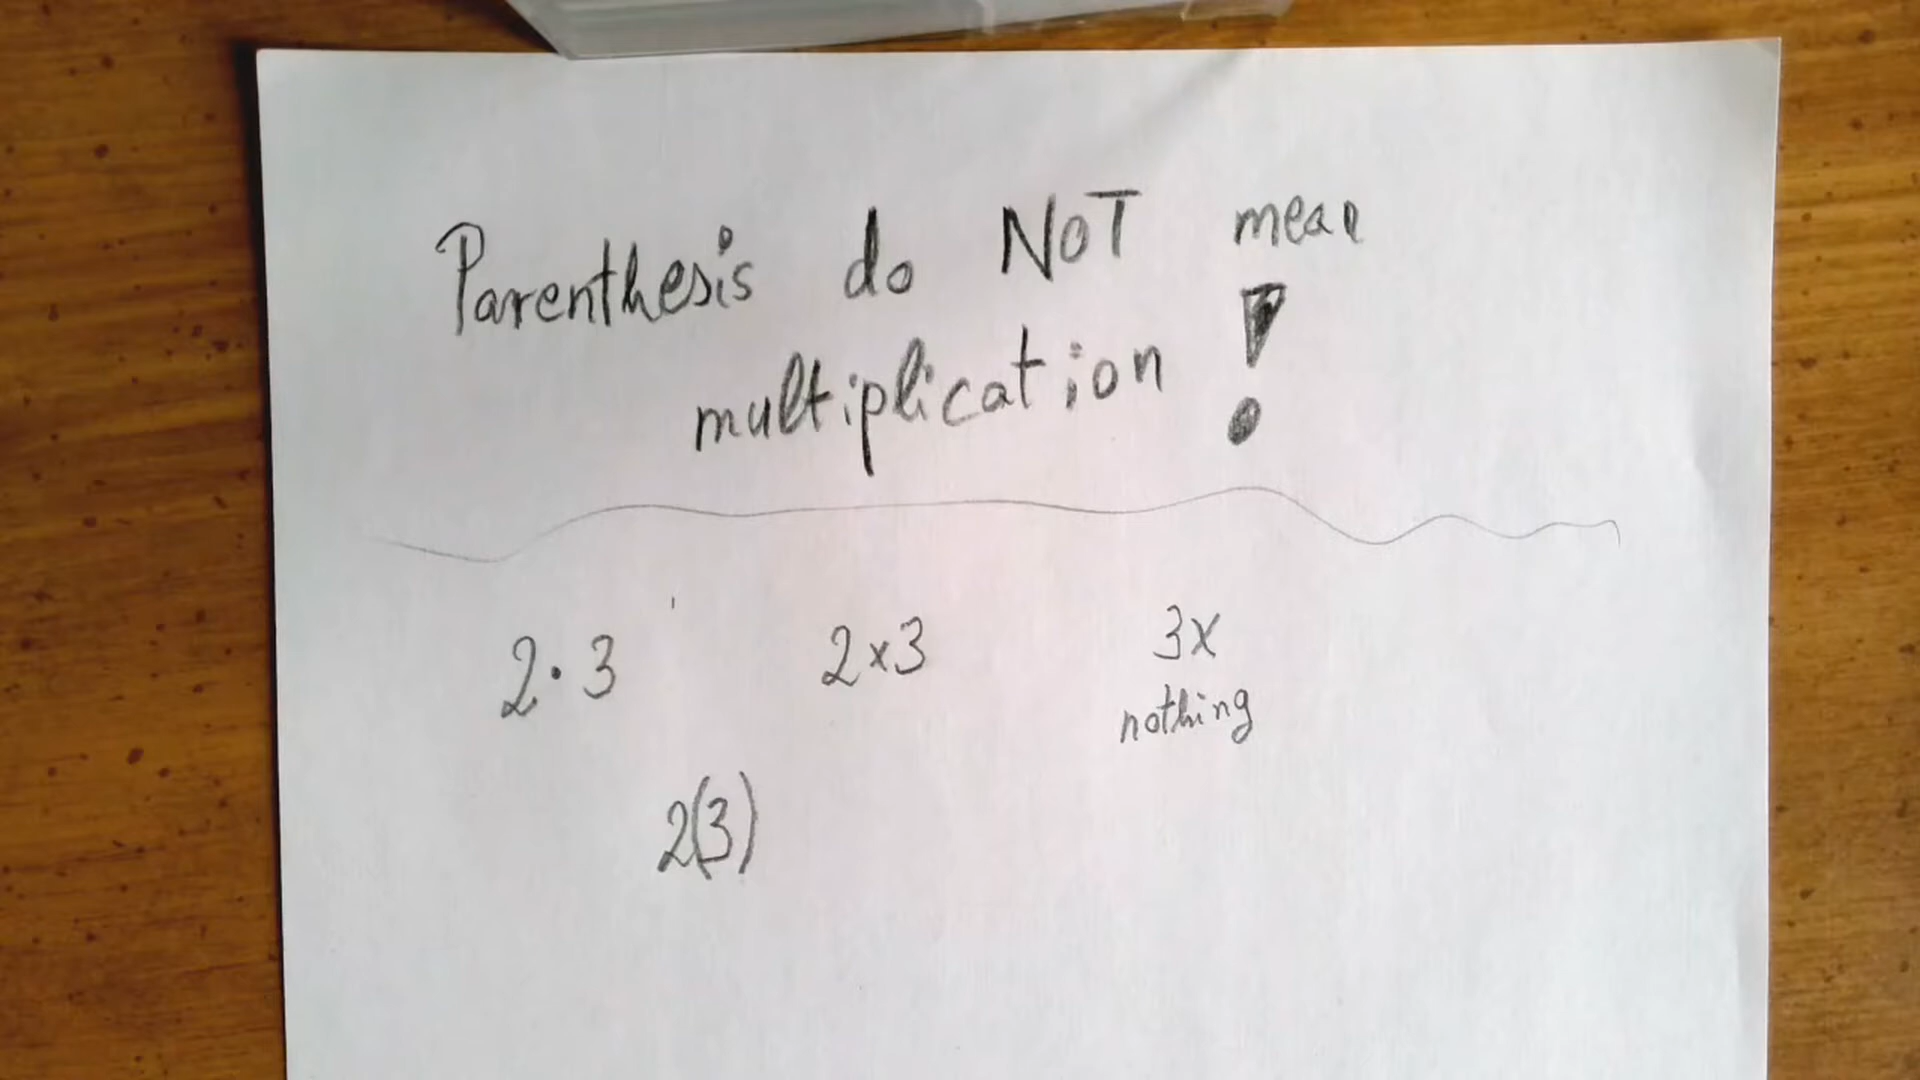 Parenthesis do NOT mean
multiplication !
2 · 3 2 x 3 3x
nothing
2(3)